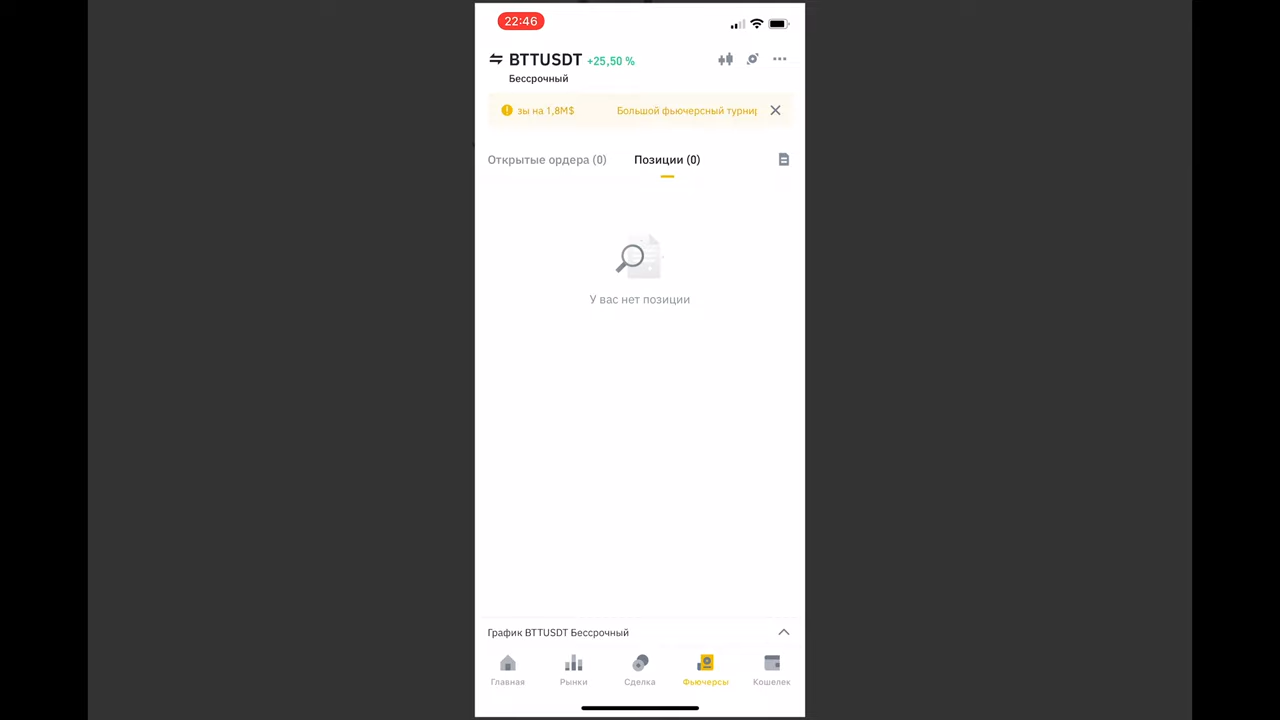 22:46
BTTUSDT +25,50 %
Бессрочный
зы на 1,8M$ Большой фьючерсный турнир
Открытые ордера (0) Позиции (0)
У вас нет позиции
График BTTUSDT Бессрочный
Главная Рынки Сделка Фьючерсы Кошелек